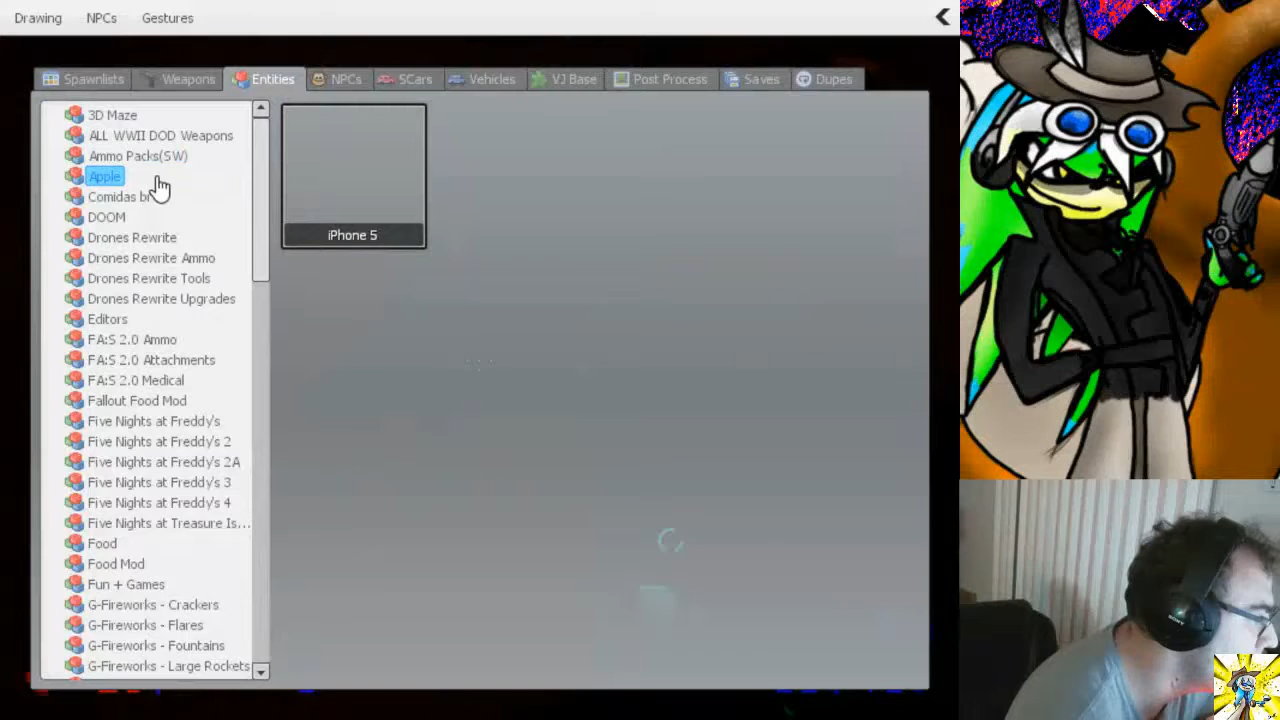 Drawing NPCs Gestures
Spawnlists Weapons Entities NPCs SCars Vehicles VJ Base Post Process Saves Dupes
3D Maze
ALL WWII DOD Weapons
Ammo Packs(SW)
Apple
Comidas
DOOM
Drones Rewrite
Drones Rewrite Ammo
Drones Rewrite Tools
Drones Rewrite Upgrades
Editors
FA:S 2.0 Ammo
FA:S 2.0 Attachments
FA:S 2.0 Medical
Fallout Food Mod
Five Nights at Freddy's
Five Nights at Freddy's 2
Five Nights at Freddy's 2A
Five Nights at Freddy's 3
Five Nights at Freddy's 4
Five Nights at Treasure Is...
Food
Food Mod
Fun + Games
G-Fireworks - Crackers
G-Fireworks - Flares
G-Fireworks - Fountains
G-Fireworks - Large Rockets
iPhone 5
SONY